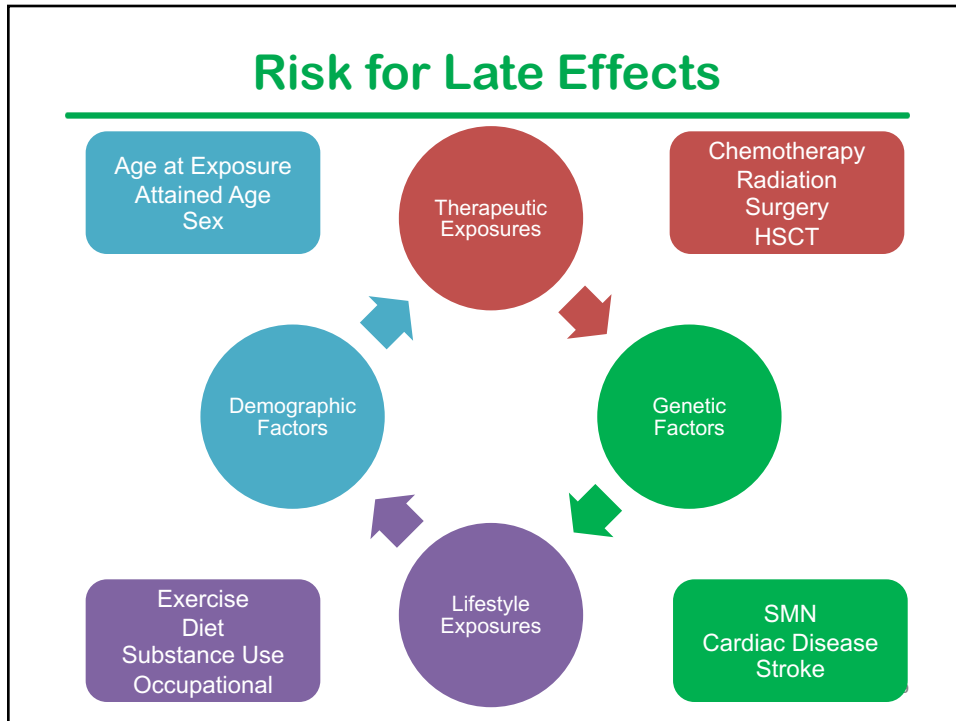 Risk for Late Effects
Age at Exposure
Attained Age
Sex
Therapeutic
Exposures
Chemotherapy
Radiation
Surgery
HSCT
Demographic
Factors
Genetic
Factors
Exercise
Diet
Substance Use
Occupational
Lifestyle
Exposures
SMN
Cardiac Disease
Stroke